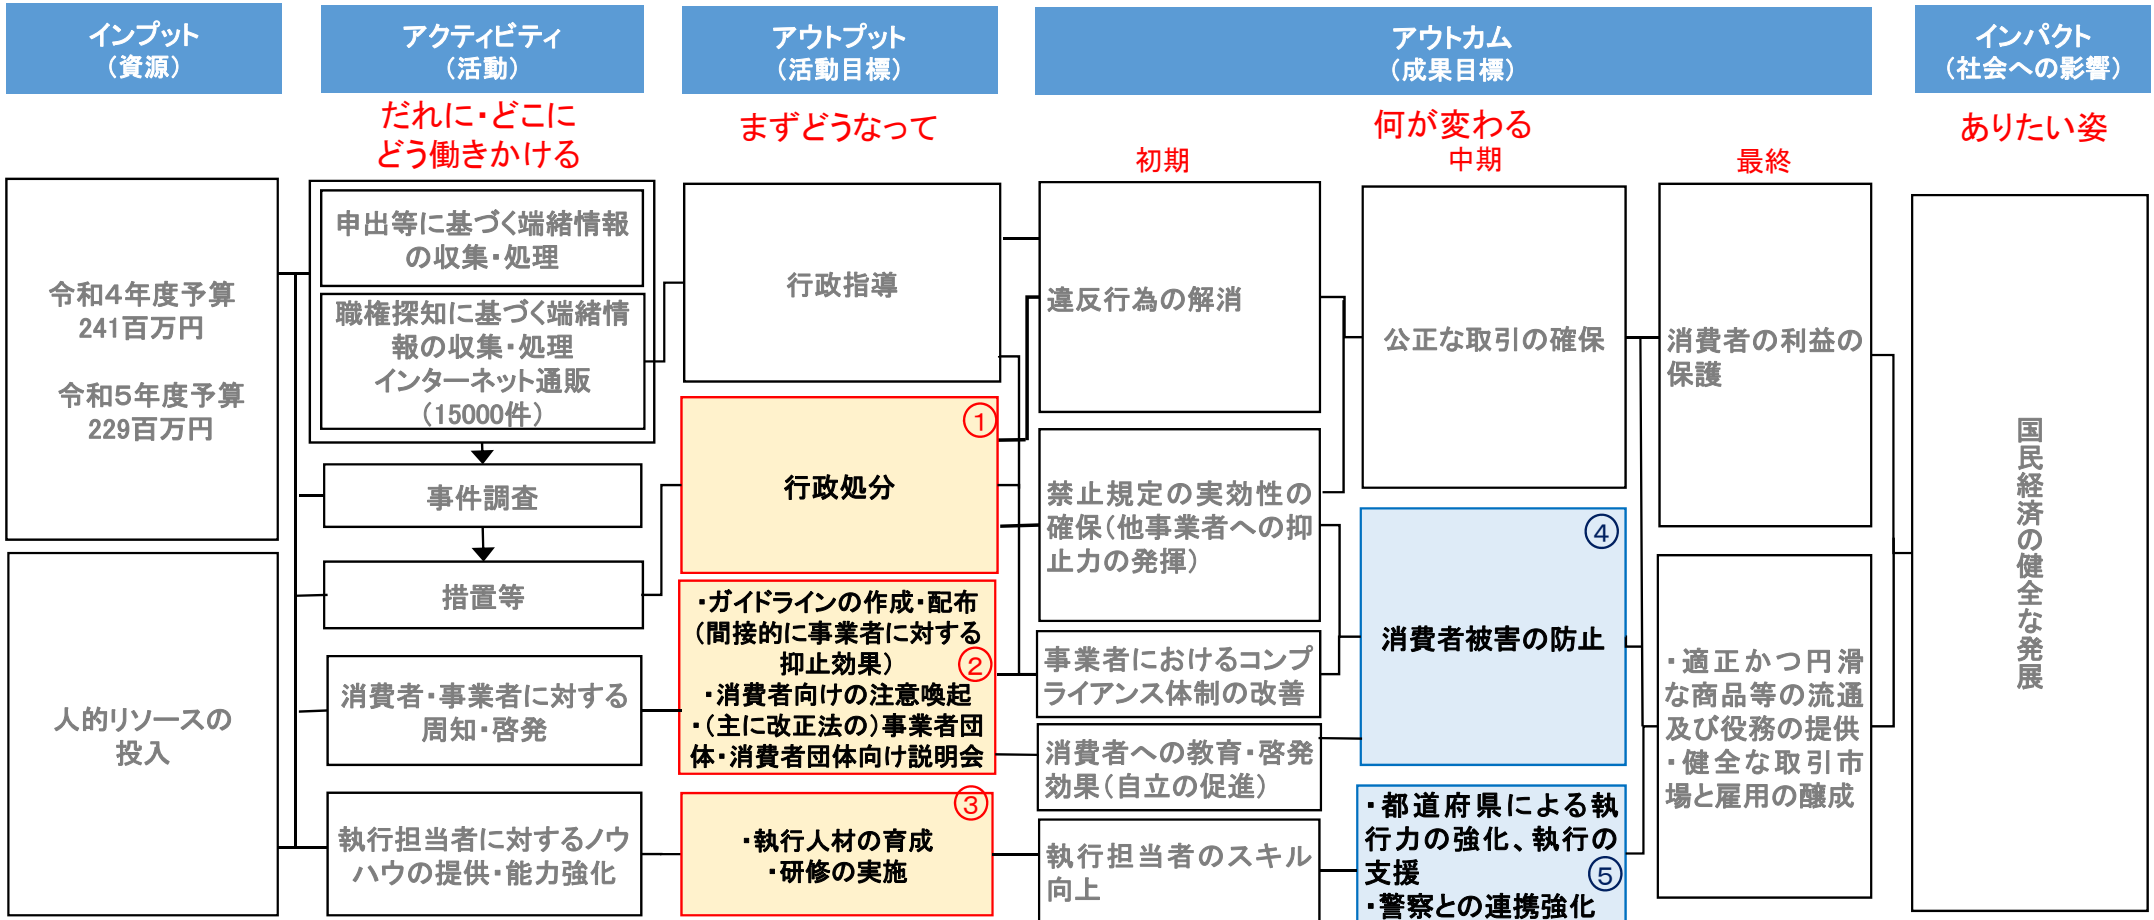 インプット
（資源）
アクティビティ
（活動）
アウトプット
（活動目標）
アウトカム
（成果目標）
インパクト
（社会への影響）
だれに・どこに
どう働きかける
まずどうなって
何が変わる
初期
中期
最終
ありたい姿
令和４年度予算
241百万円
令和５年度予算
229百万円
人的リソースの
投入
申出等に基づく端緒情報
の収集・処理
職権探知に基づく端緒情
報の収集・処理
インターネット通販
（15000件）
事件調査
措置等
消費者・事業者に対する
周知・啓発
執行担当者に対するノウ
ハウの提供・能力強化
行政指導
①
行政処分
・ガイドラインの作成・配布
（間接的に事業者に対する
抑止効果）
②
・消費者向けの注意喚起
・（主に改正法の）事業者団
体・消費者団体向け説明会
③
・執行人材の育成
・研修の実施
違反行為の解消
禁止規定の実効性の
確保（他事業者への抑
止力の発揮）
事業者におけるコンプ
ライアンス体制の改善
消費者への教育・啓発
効果（自立の促進）
執行担当者のスキル
向上
公正な取引の確保
④
消費者被害の防止
・都道府県による執
行力の強化、執行の
支援
⑤
・警察との連携強化
消費者の利益の
保護
・適正かつ円滑
な商品等の流通
及び役務の提供
・健全な取引市
場と雇用の醸成
国民経済の健全な発展